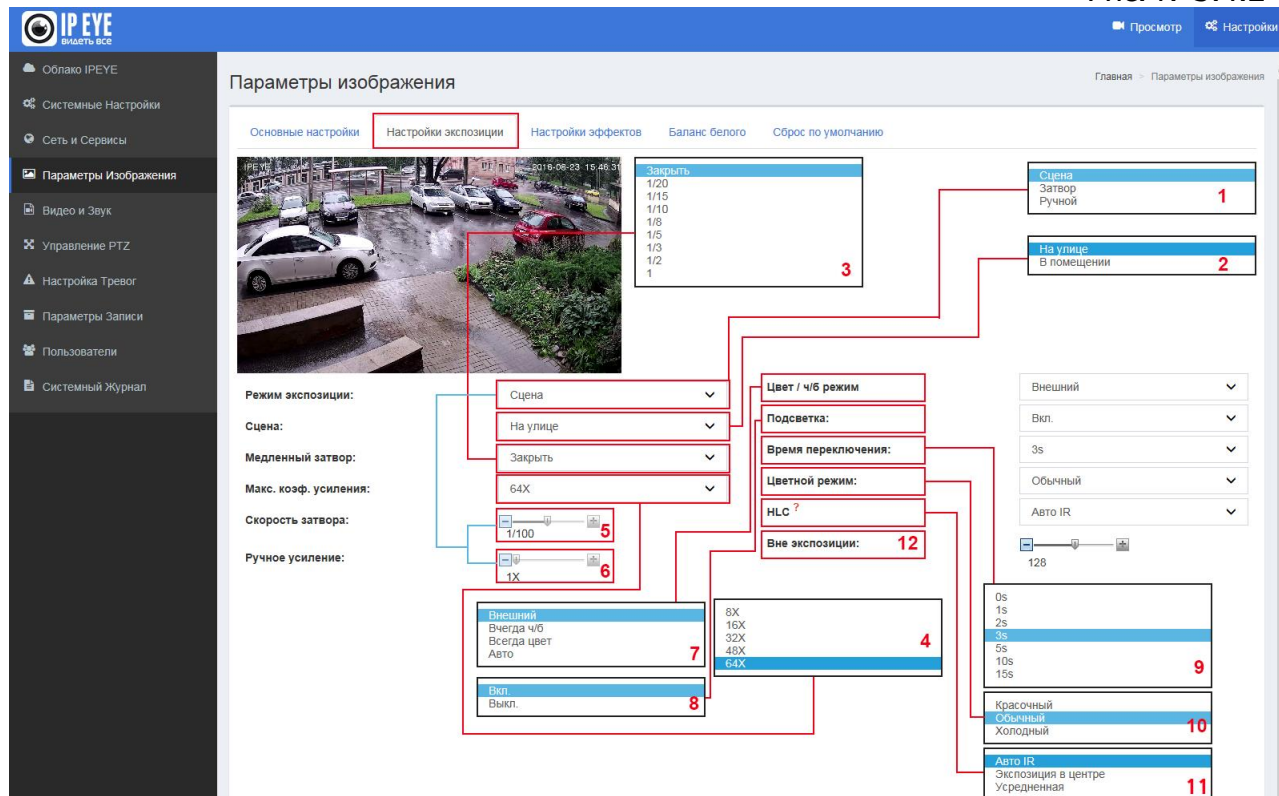 IP EYE
ВИДЕТЬ ВСЕ
Просмотр
Настройки
Облако IPEYE
Системные Настройки
Сеть и Сервисы
Параметры Изображения
Видео и Звук
Управление PTZ
Настройка Тревог
Параметры Записи
Пользователи
Системный Журнал
Параметры изображения
Главная > Параметры изображения
Основные настройки
Настройки экспозиции
Настройки эффектов
Баланс белого
Сброс по умолчанию
2016-08-23 15:46:31
Закрыть
1/20
1/15
1/10
1/8
1/5
1/3
1/2
1
3
Сцена
Затвор
Ручной
1
На улице
В помещении
2
Режим экспозиции:
Сцена
Сцена:
На улице
Медленный затвор:
Закрыть
Макс. коэф. усиления:
64X
Скорость затвора:
1/100
5
Ручное усиление:
1X
6
Цвет / ч/б режим
Внешний
Подсветка:
Вкл.
Время переключения:
3s
Цветной режим:
Обычный
HLC ?
Авто IR
Вне экспозиции:
12
128
Внешний
Вчегда ч/б
Всегда цвет
Авто
7
Вкл.
Выкл.
8
8X
16X
32X
48X
64X
4
0s
1s
2s
3s
5s
10s
15s
9
Красочный
Обычный
Холодный
10
Авто IR
Экспозиция в центре
Усредненная
11